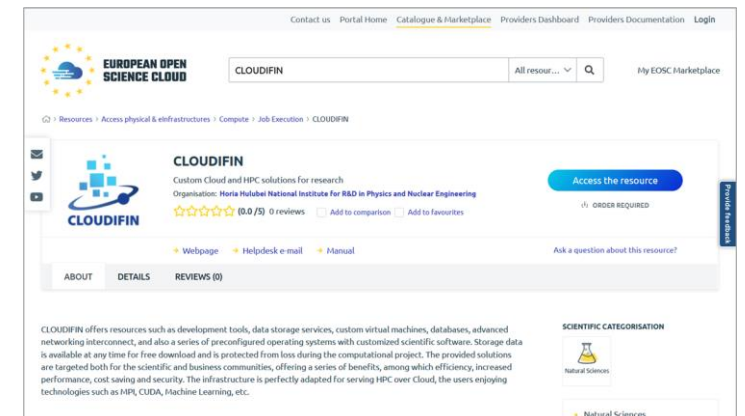 Contact us Portal Home Catalogue & Marketplace Providers Dashboard Providers Documentation Login
EUROPEAN OPEN
SCIENCE CLOUD
CLOUDIFIN
All resour...
My EOSC Marketplace
> Resources > Access physical & eInfrastructures > Compute > Job Execution > CLOUDIFIN
CLOUDIFIN
CLOUDIFIN
Custom Cloud and HPC solutions for research
Organisation: Horia Hulubei National Institute for R&D in Physics and Nuclear Engineering
(0.0 /5) 0 reviews Add to comparison Add to favourites
Access the resource
ORDER REQUIRED
Provide feedback
→ Webpage → Helpdesk e-mail → Manual
Ask a question about this resource?
ABOUT DETAILS REVIEWS (0)
CLOUDIFIN offers resources such as development tools, data storage services, custom virtual machines, databases, advanced
networking interconnect, and also a series of preconfigured operating systems with customized scientific software. Storage data
is available at any time for free download and is protected from loss during the computational project. The provided solutions
are targeted both for the scientific and business communities, offering a series of benefits, among which efficiency, increased
performance, cost saving and security. The infrastructure is perfectly adapted for serving HPC over Cloud, the users enjoying
technologies such as MPI, CUDA, Machine Learning, etc.
SCIENTIFIC CATEGORISATION
Natural Sciences
→ Natural Sciences